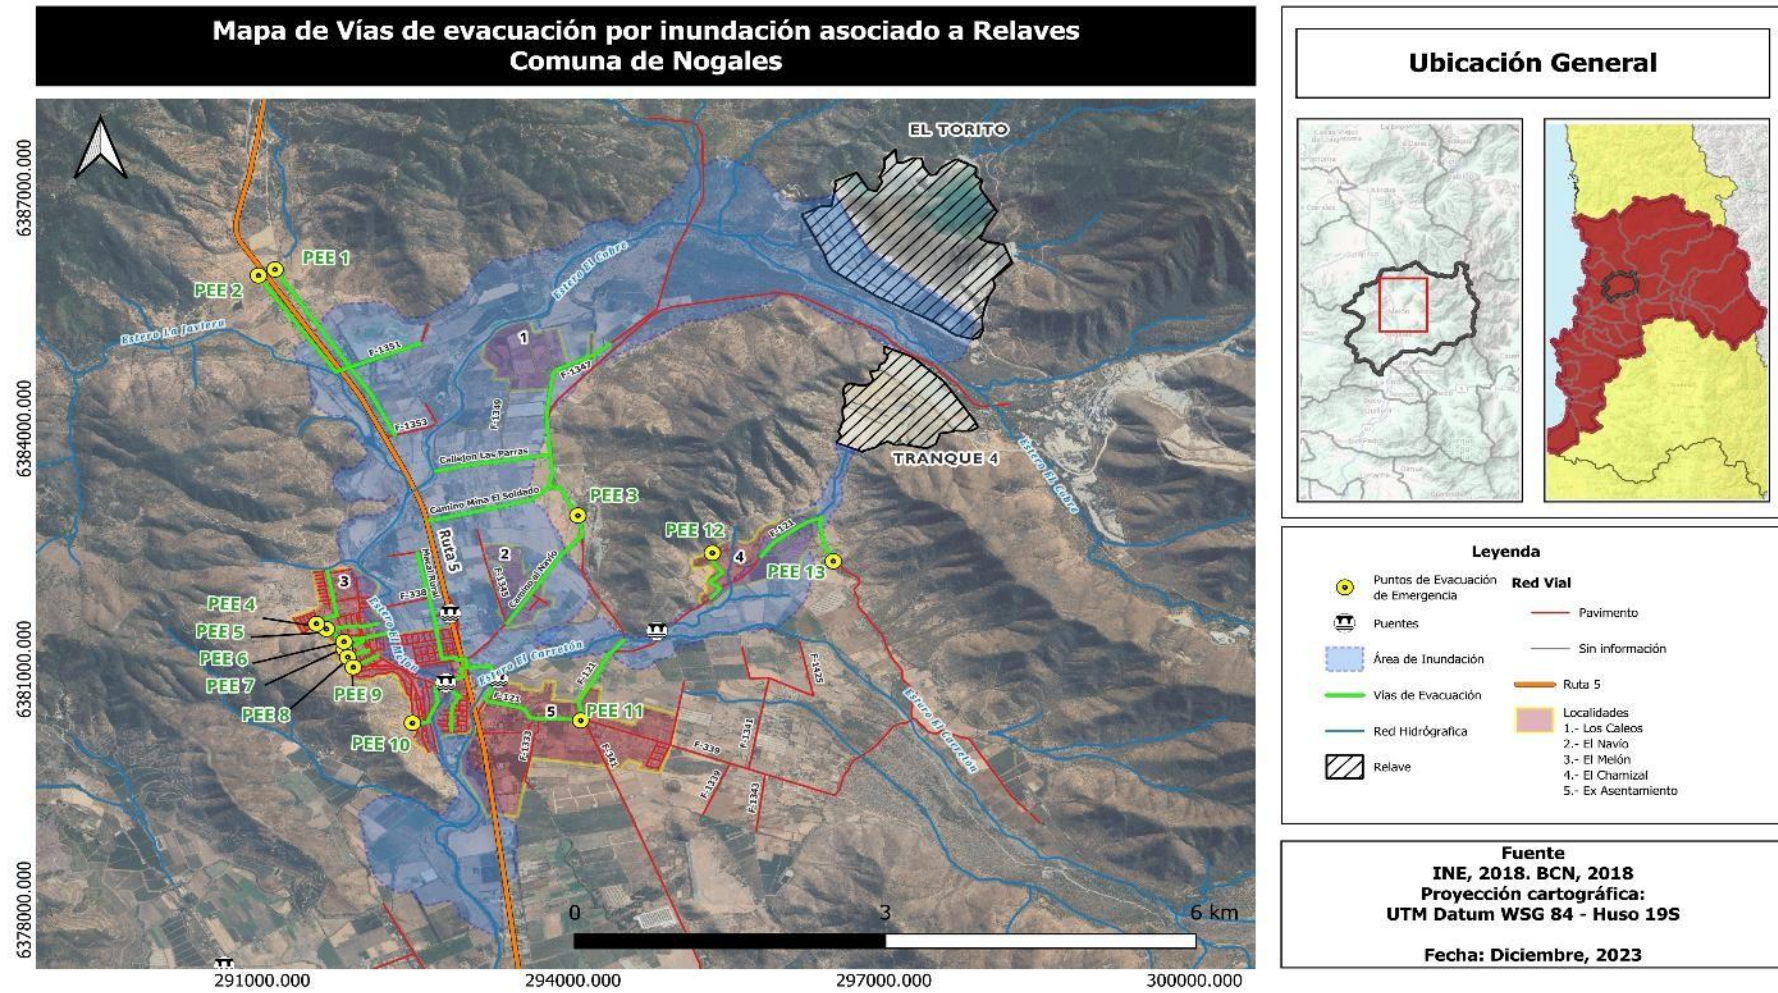 Mapa de Vías de evacuación por inundación asociado a Relaves
Comuna de Nogales
EL TORITO
PEE 1
PEE 2
Estero El Cobre
Estero La Javiera
F-1351
1
F-1347
F-1349
F-1353
TRANQUE 4
Callejon Las Parras
Camino Mina El Soldado
PEE 3
Estero El Cobre
Ruta 5
PEE 12
F-121
4
PEE 13
2
Macal Rural
3
F-338
F-1345
Camino al Navío
PEE 4
PEE 5
PEE 6
PEE 7
PEE 8
PEE 9
PEE 10
Estero El Melón
Estero El Carretón
F-121
F-121
5
PEE 11
F-1425
F-1341
F-1333
F-341
F-339
F-1339
F-1343
Estero El Carretón
0
3
6 km
6387000.000
6384000.000
6381000.000
6378000.000
291000.000
294000.000
297000.000
300000.000
Ubicación General
Melón
Leyenda
Puntos de Evacuación
de Emergencia
Puentes
Área de Inundación
Vías de Evacuación
Red Hidrógrafica
Relave
Red Vial
Pavimento
Sin información
Ruta 5
Localidades
1.- Los Caleos
2.- El Navío
3.- El Melón
4.- El Chamizal
5.- Ex Asentamiento
Fuente
INE, 2018. BCN, 2018
Proyección cartográfica:
UTM Datum WSG 84 - Huso 19S
Fecha: Diciembre, 2023